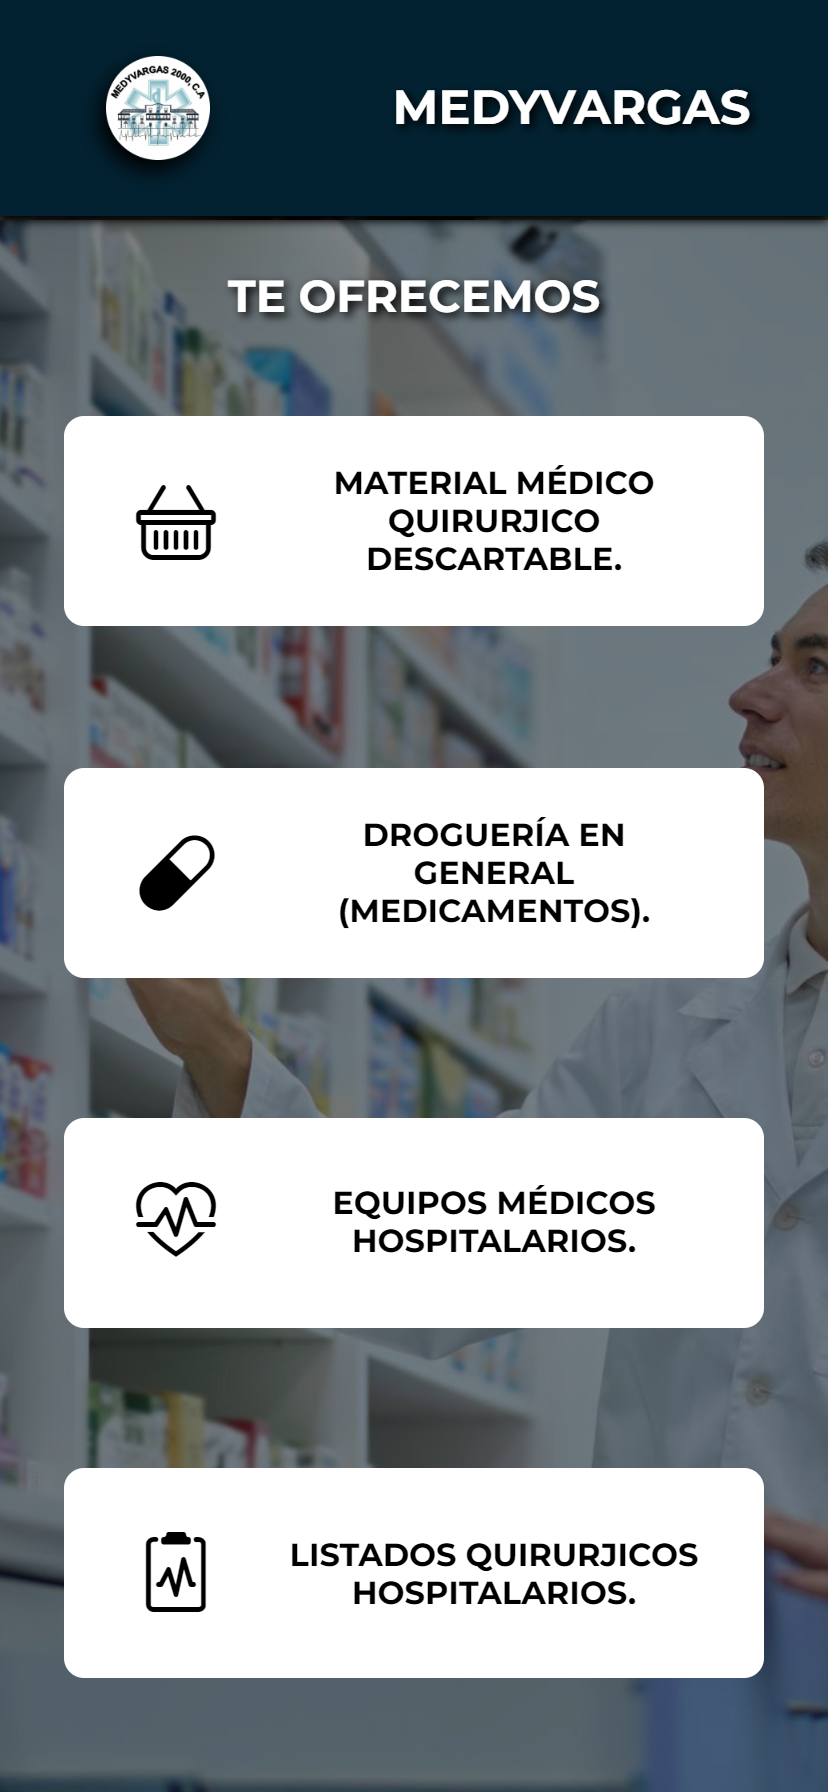 MEDYVARGAS 2000, C.A
MEDYVARGAS
TE OFRECEMOS
MATERIAL MÉDICO
QUIRURJICO
DESCARTABLE.
DROGUERÍA EN
GENERAL
(MEDICAMENTOS).
EQUIPOS MÉDICOS
HOSPITALARIOS.
LISTADOS QUIRURJICOS
HOSPITALARIOS.